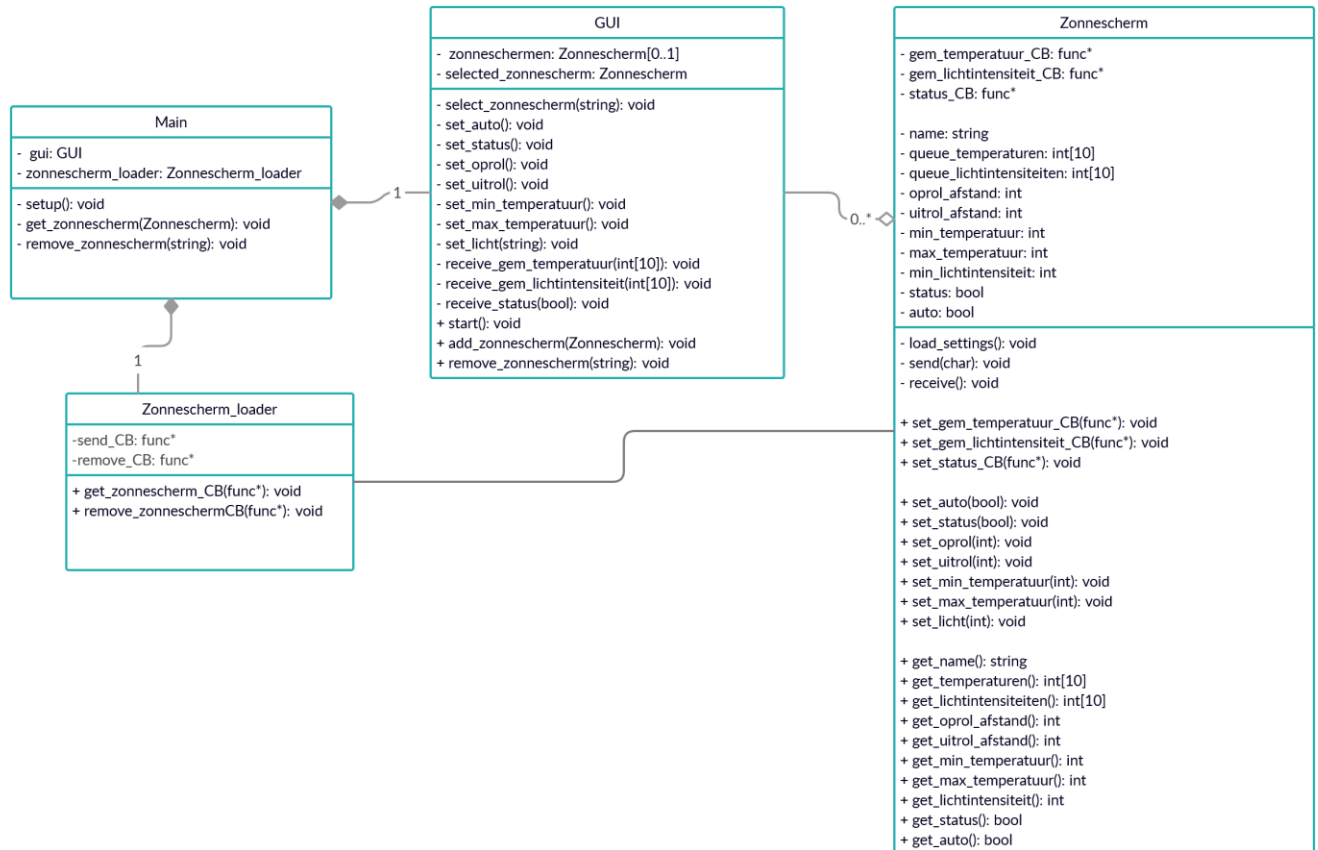 Main
- gui: GUI
- zonnescherm_loader: Zonnescherm_loader
- setup(): void
- get_zonnescherm(Zonnescherm): void
- remove_zonnescherm(string): void
1
1
Zonnescherm_loader
-send_CB: func*
-remove_CB: func*
+ get_zonnescherm_CB(func*): void
+ remove_zonneschermCB(func*): void
GUI
- zonneschermen: Zonnescherm[0..1]
- selected_zonnescherm: Zonnescherm
- select_zonnescherm(string): void
- set_auto(): void
- set_status(): void
- set_oprol(): void
- set_uitrol(): void
- set_min_temperatuur(): void
- set_max_temperatuur(): void
- set_licht(string): void
- receive_gem_temperatuur(int[10]): void
- receive_gem_lichtintensiteit(int[10]): void
- receive_status(bool): void
+ start(): void
+ add_zonnescherm(Zonnescherm): void
+ remove_zonnescherm(string): void
0..*
Zonnescherm
- gem_temperatuur_CB: func*
- gem_lichtintensiteit_CB: func*
- status_CB: func*
- name: string
- queue_temperaturen: int[10]
- queue_lichtintensiteiten: int[10]
- oprol_afstand: int
- uitrol_afstand: int
- min_temperatuur: int
- max_temperatuur: int
- min_lichtintensiteit: int
- status: bool
- auto: bool
- load_settings(): void
- send(char): void
- receive(): void
+ set_gem_temperatuur_CB(func*): void
+ set_gem_lichtintensiteit_CB(func*): void
+ set_status_CB(func*): void
+ set_auto(bool): void
+ set_status(bool): void
+ set_oprol(int): void
+ set_uitrol(int): void
+ set_min_temperatuur(int): void
+ set_max_temperatuur(int): void
+ set_licht(int): void
+ get_name(): string
+ get_temperaturen(): int[10]
+ get_lichtintensiteiten(): int[10]
+ get_oprol_afstand(): int
+ get_uitrol_afstand(): int
+ get_min_temperatuur(): int
+ get_max_temperatuur(): int
+ get_lichtintensiteit(): int
+ get_status(): bool
+ get_auto(): bool